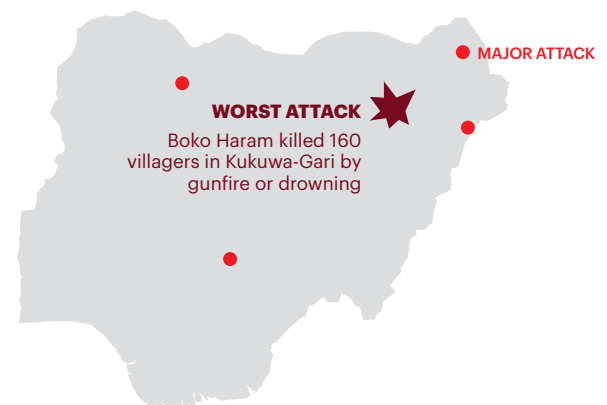 MAJOR ATTACK
WORST ATTACK
Boko Haram killed 160
villagers in Kukuwa-Gari by
gunfire or drowning